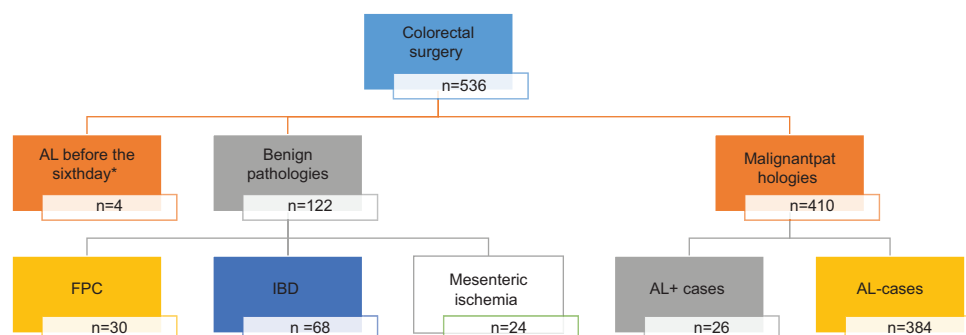 Colorectal
surgery
n=536
AL before the
sixthday*
n=4
Benign
pathologies
n=122
Malignantpat
hologies
n=410
FPC
n=30
IBD
n =68
Mesenteric
ischemia
n=24
AL+ cases
n=26
AL-cases
n=384